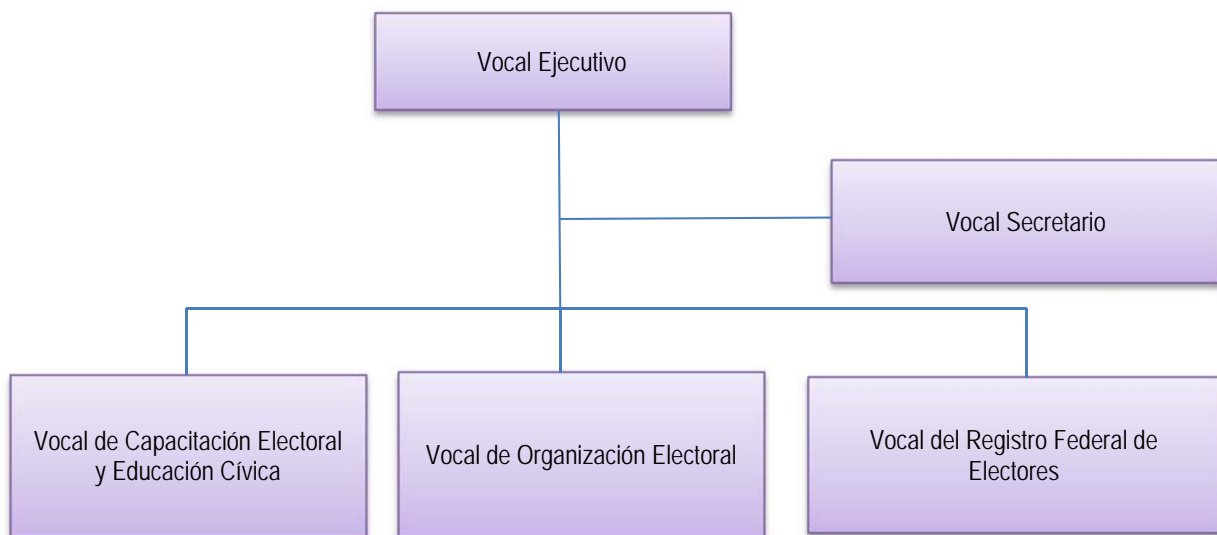 Vocal Ejecutivo
Vocal Secretario
Vocal de Capacitación Electoral
y Educación Cívica
Vocal de Organización Electoral
Vocal del Registro Federal de
Electores